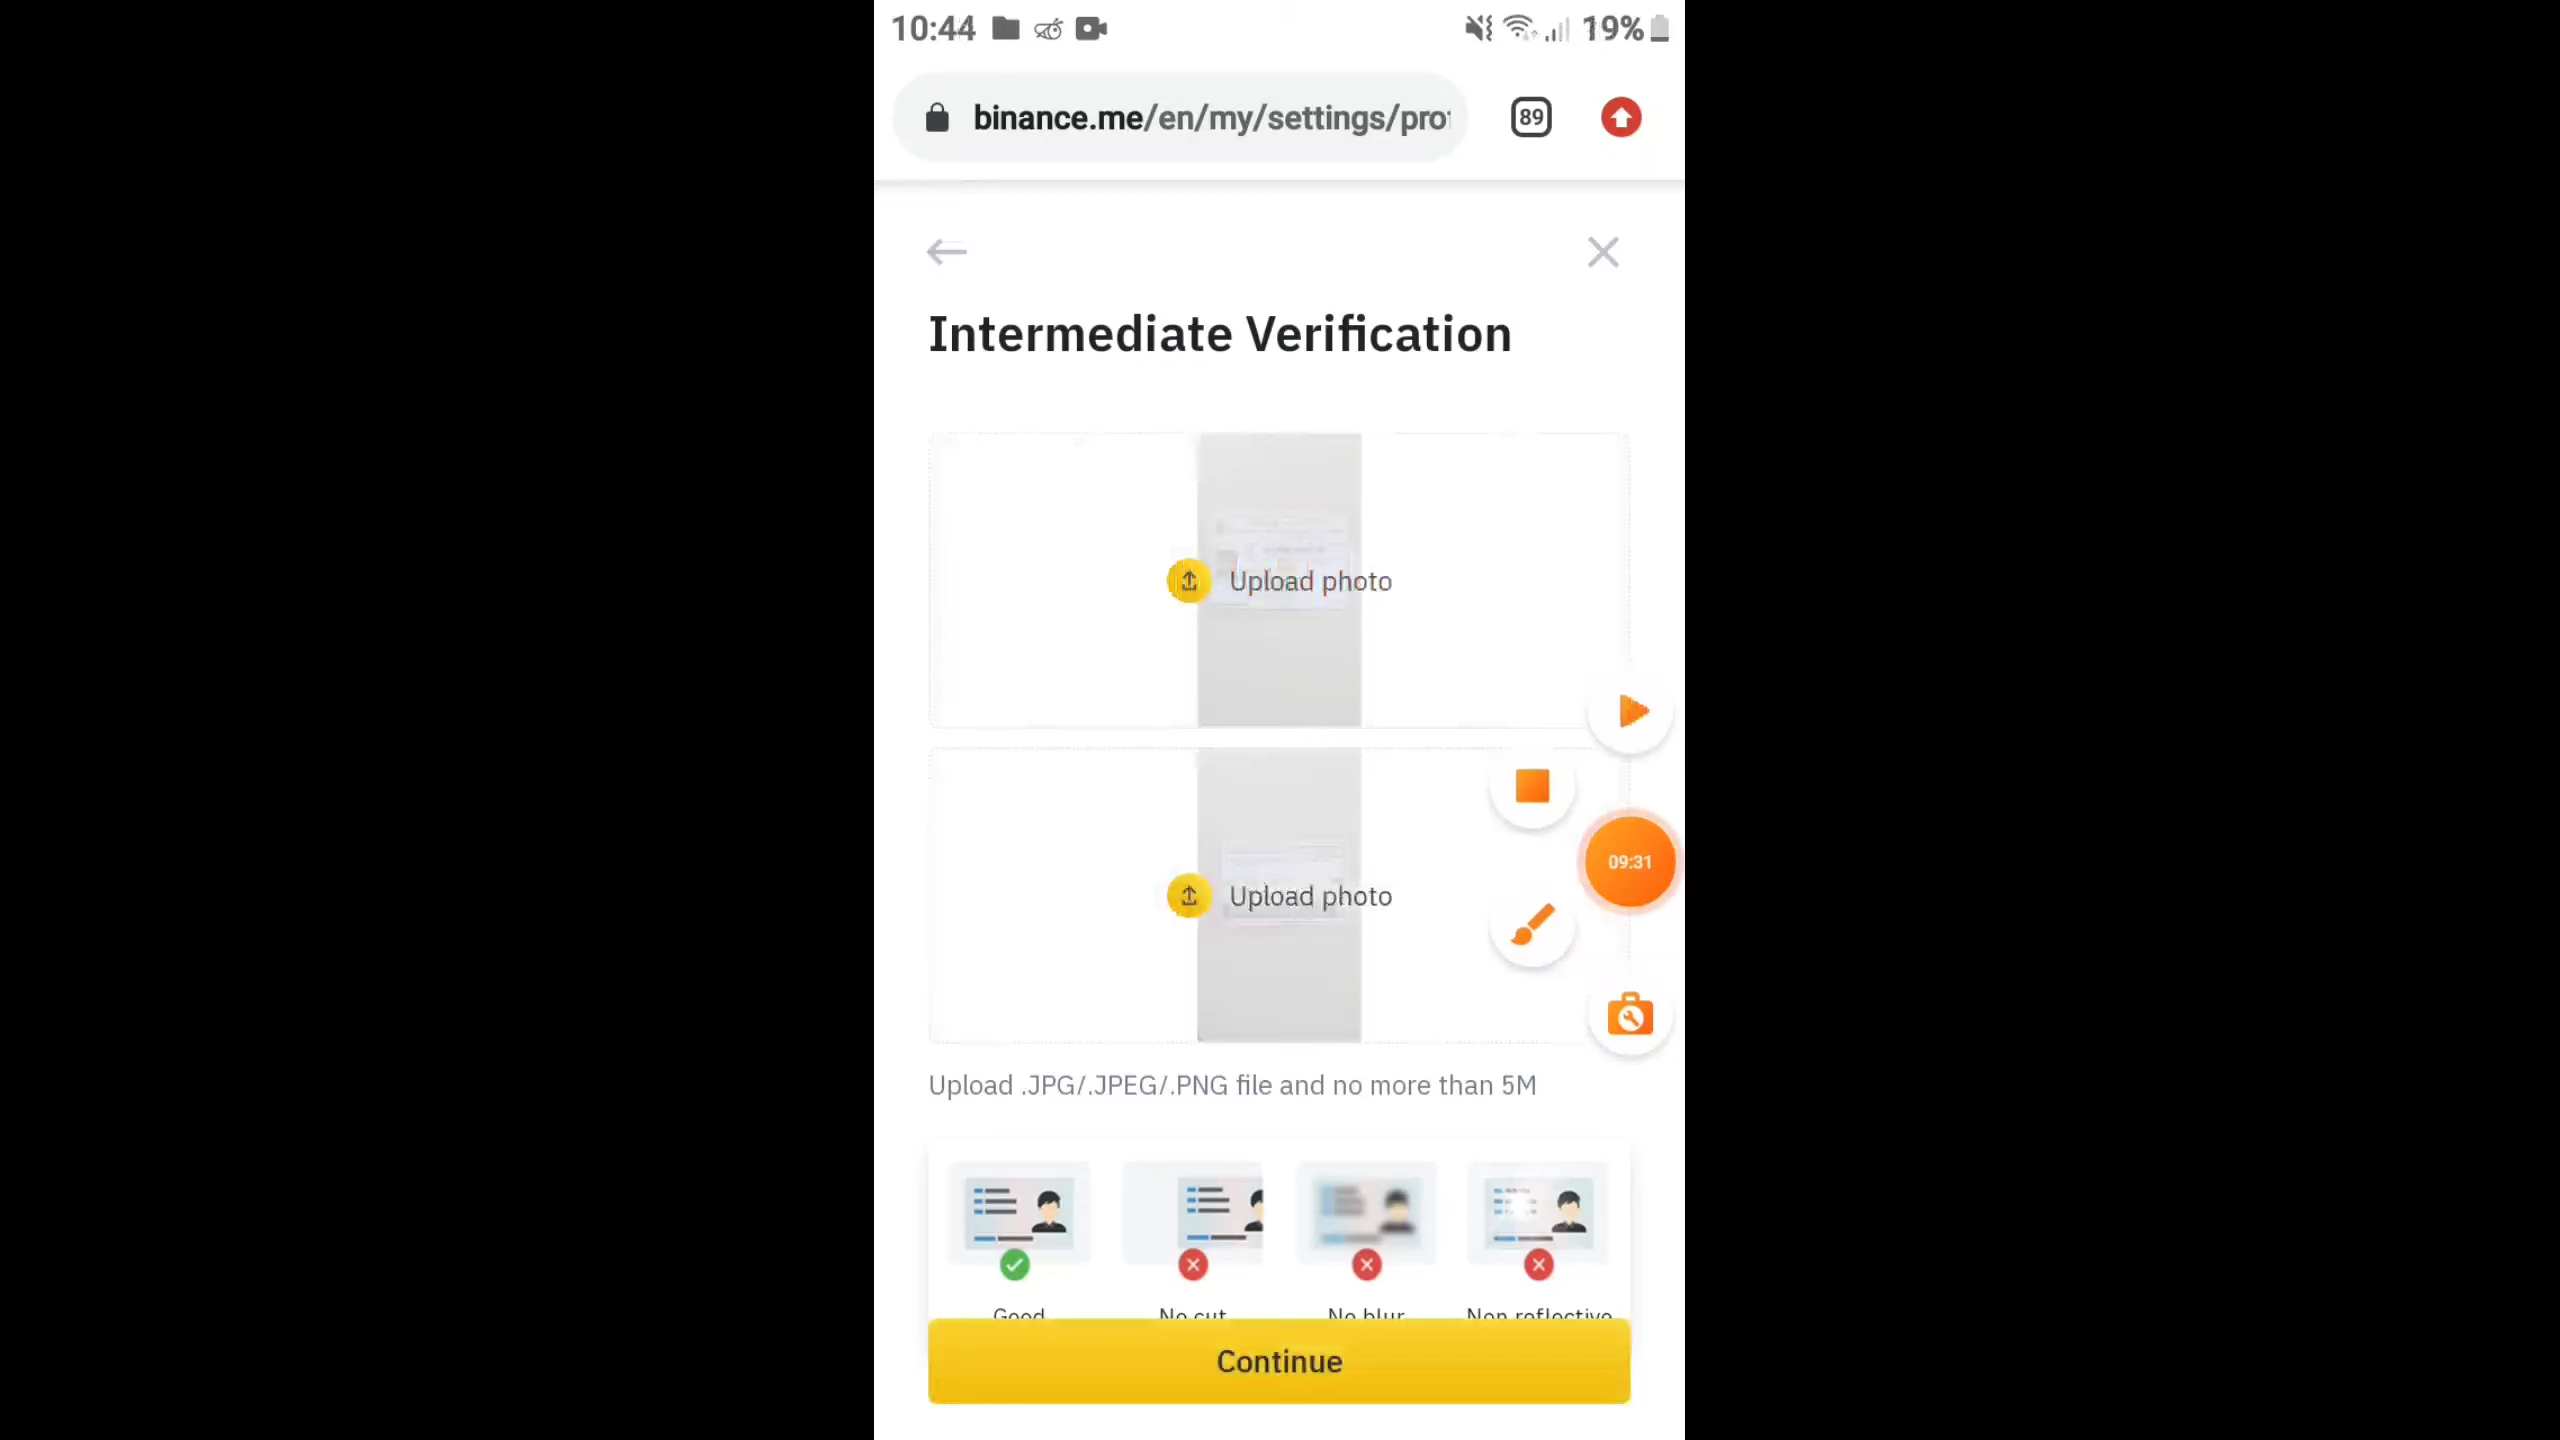 10:44 19%
binance.me/en/my/settings/pro 89
Intermediate Verification
Upload photo
09:31
Upload photo
Upload .JPG/.JPEG/.PNG file and no more than 5M
Good No cut No blur Non reflective
Continue